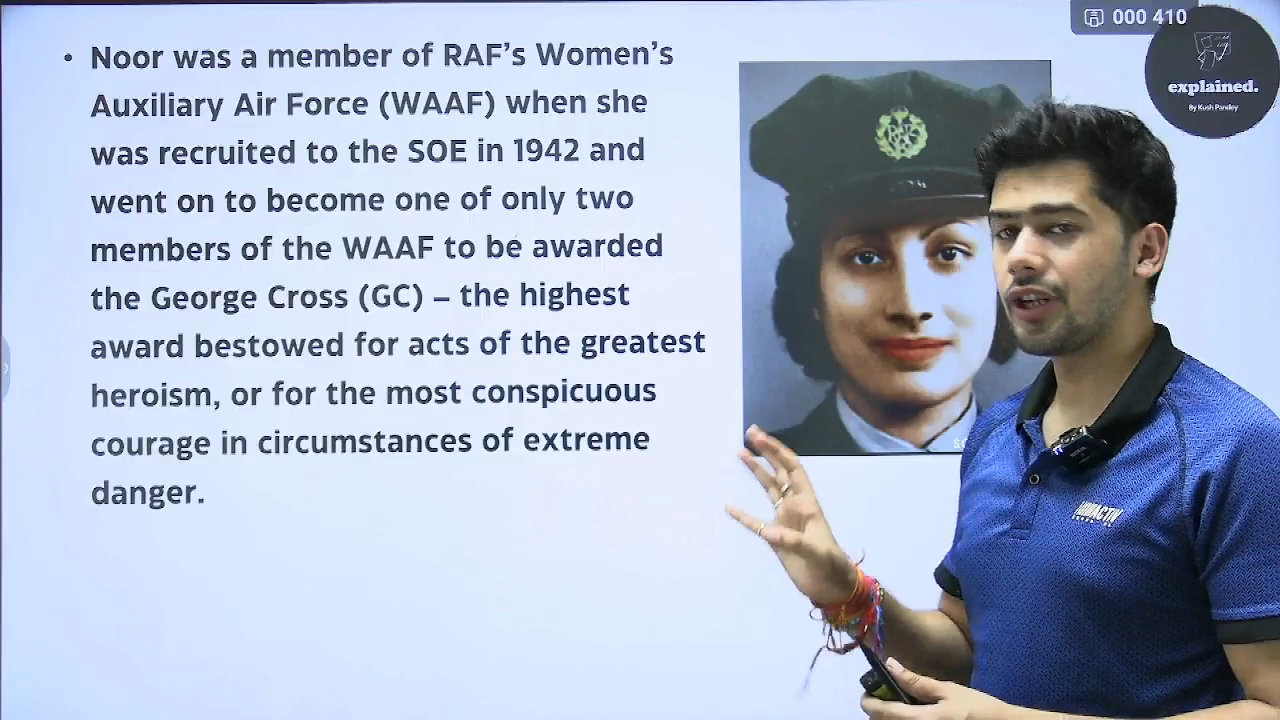 000 410
explained.
By Kush Pandey
• Noor was a member of RAF's Women's
Auxiliary Air Force (WAAF) when she
was recruited to the SOE in 1942 and
went on to become one of only two
members of the WAAF to be awarded
the George Cross (GC) – the highest
award bestowed for acts of the greatest
heroism, or for the most conspicuous
courage in circumstances of extreme
danger.
RAF